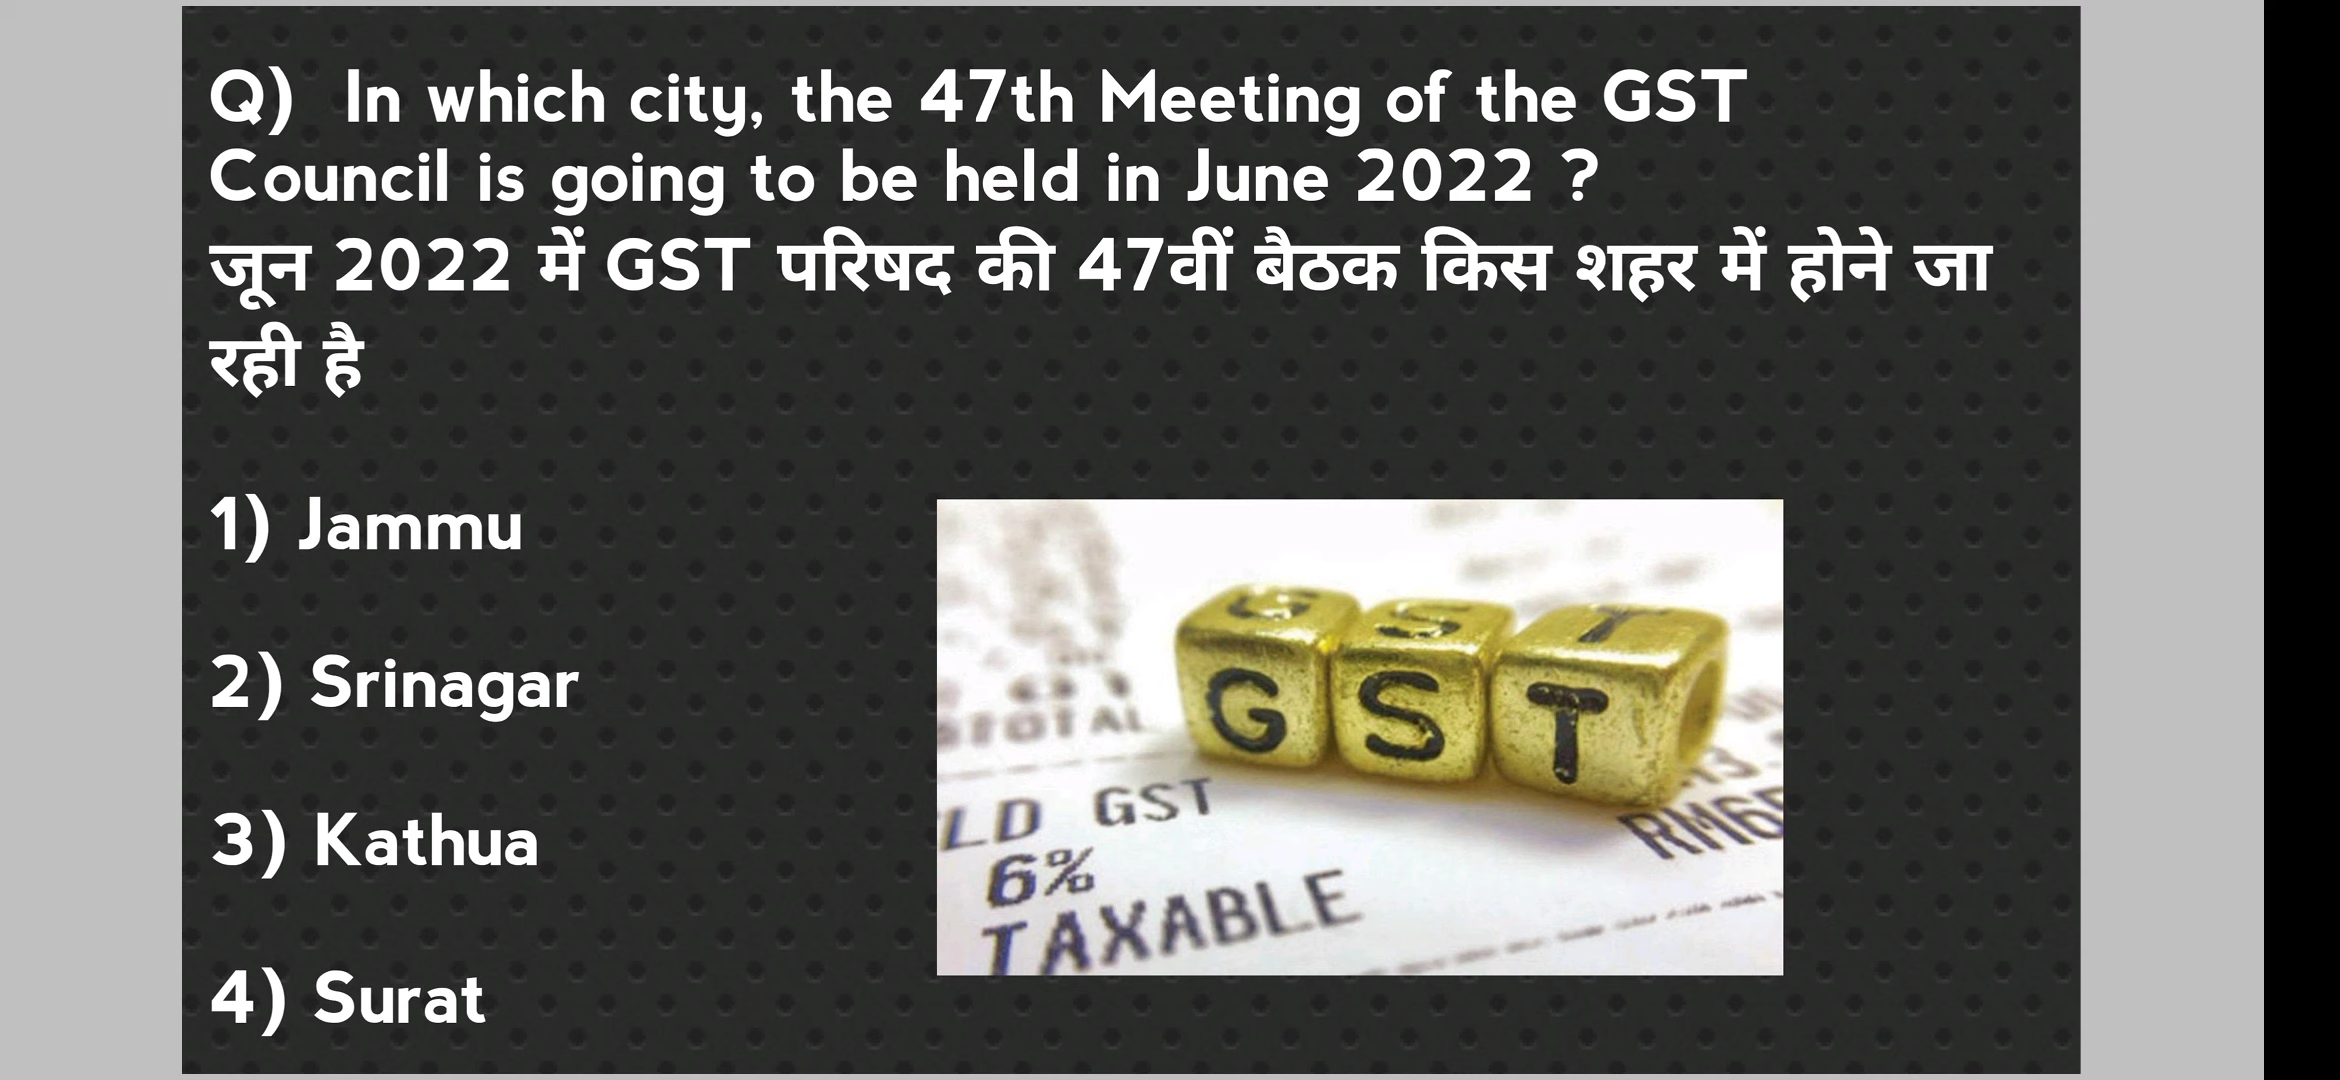 Q) In which city, the 47th Meeting of the GST
Council is going to be held in June 2022 ?
जून 2022 में GST परिषद की 47वीं बैठक किस शहर में होने जा
रही है
1) Jammu
2) Srinagar
3) Kathua
4) Surat
G S T
G S T
TOTAL
LD GST
6%
TAXABLE